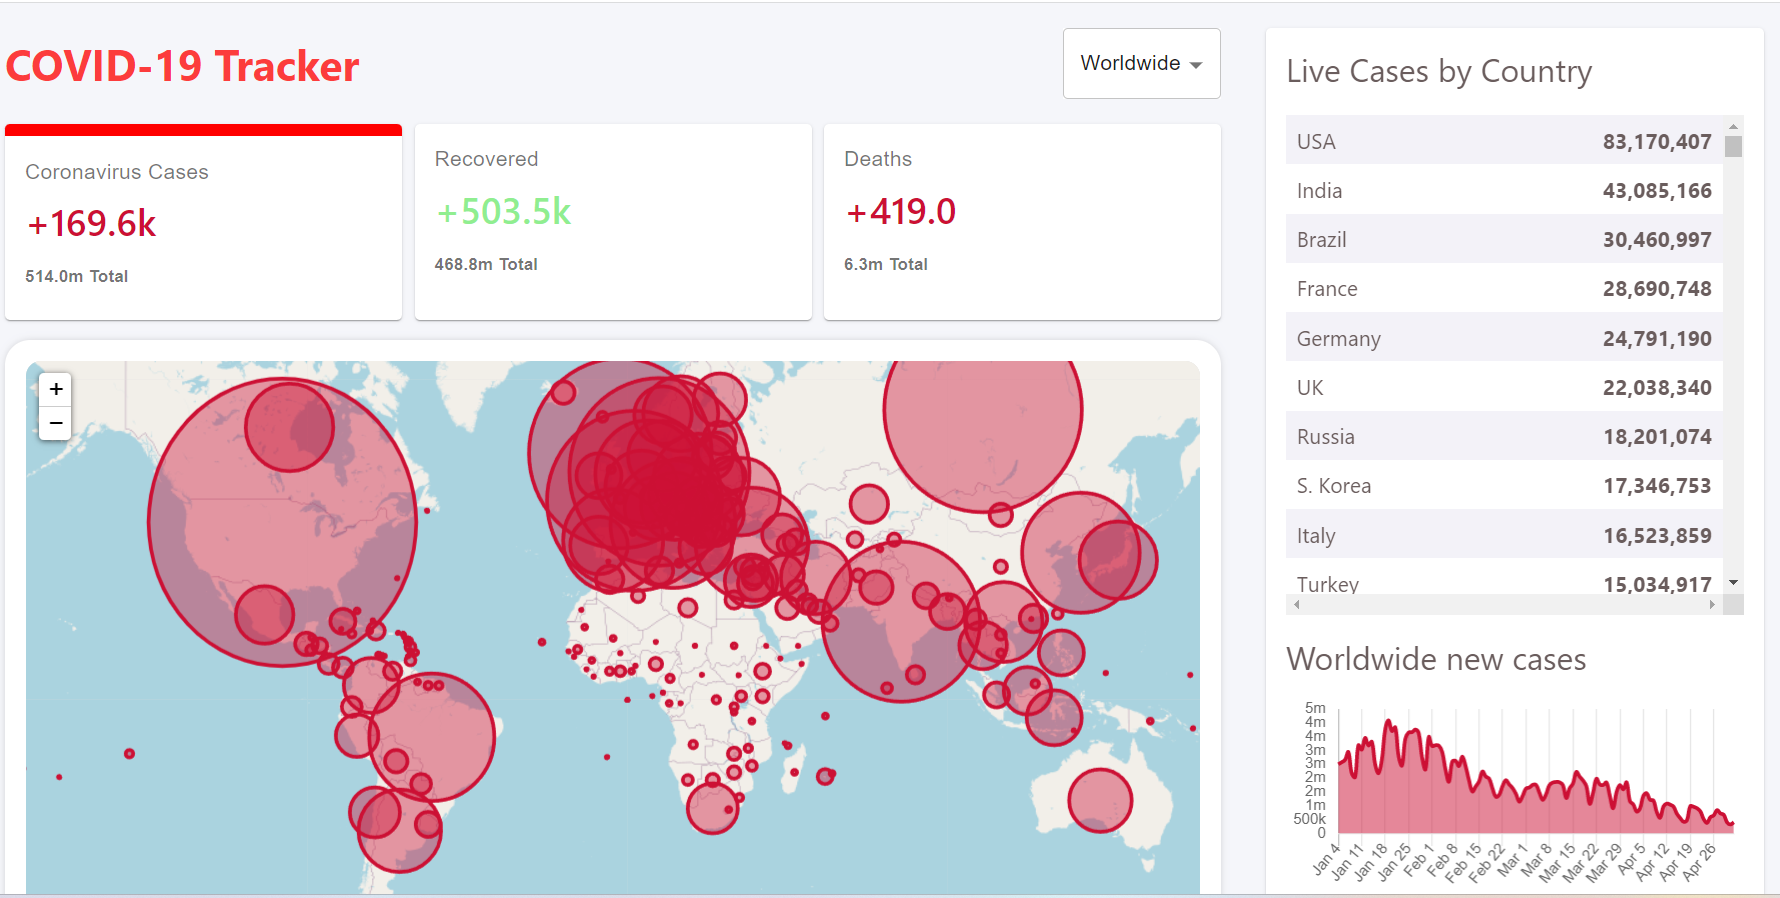 COVID-19 Tracker
Worldwide
Coronavirus Cases
+169.6k
514.0m Total
Recovered
+503.5k
468.8m Total
Deaths
+419.0
6.3m Total
+
−
Live Cases by Country
USA 83,170,407
India 43,085,166
Brazil 30,460,997
France 28,690,748
Germany 24,791,190
UK 22,038,340
Russia 18,201,074
S. Korea 17,346,753
Italy 16,523,859
Turkey 15,034,917
Worldwide new cases
5m
4m
4m
3m
3m
2m
2m
1m
500k
0
Jan 4 Jan 11 Jan 18 Jan 25 Feb 1 Feb 8 Feb 15 Feb 22 Mar 1 Mar 8 Mar 15 Mar 22 Mar 29 Apr 5 Apr 12 Apr 19 Apr 26